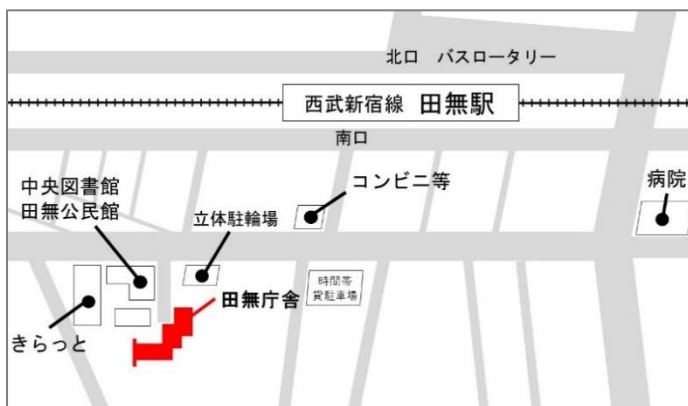 北口　バスロータリー
西武新宿線　田無駅
南口
中央図書館
田無公民館
立体駐輪場
コンビニ等
病院
時間帯
貸駐車場
田無庁舎
きらっと